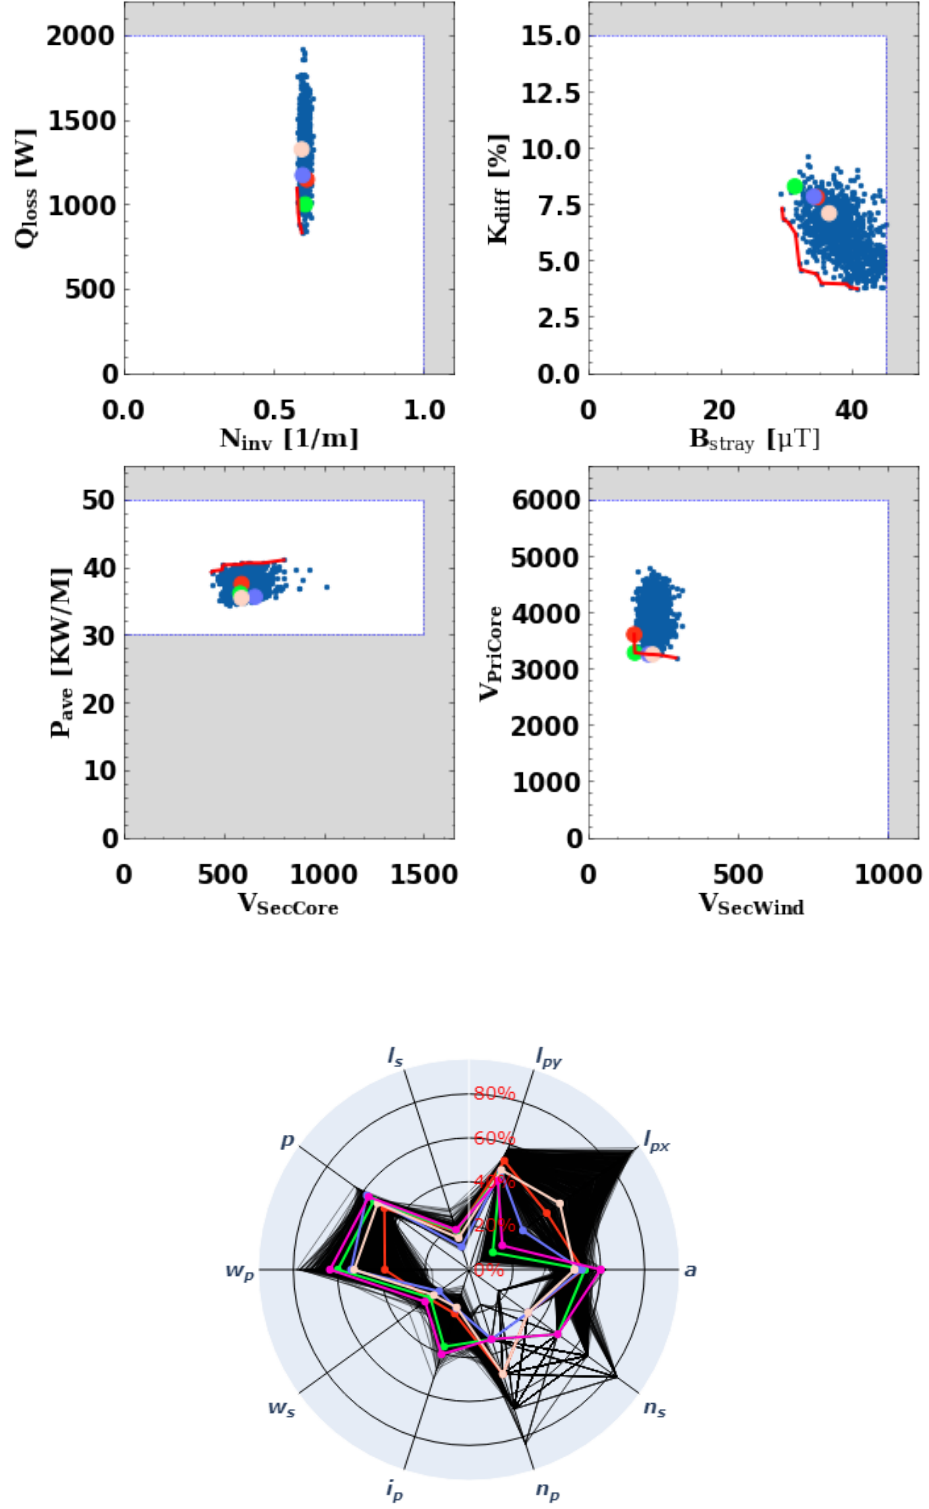 2000
1500
1000
500
0
0.0
0.5
1.0
Q_loss [W]
N_inv [1/m]
15.0
12.5
10.0
7.5
5.0
2.5
0.0
0
20
40
K_diff [%]
B_stray [μT]
50
40
30
20
10
0
0
500
1000
1500
P_ave [KW/M]
V_SecCore
6000
5000
4000
3000
2000
1000
0
0
500
1000
V_PriCore
V_SecWind
l_s
l_py
80%
p
60%
l_px
40%
20%
w_p
0%
a
w_s
n_s
i_p
n_p